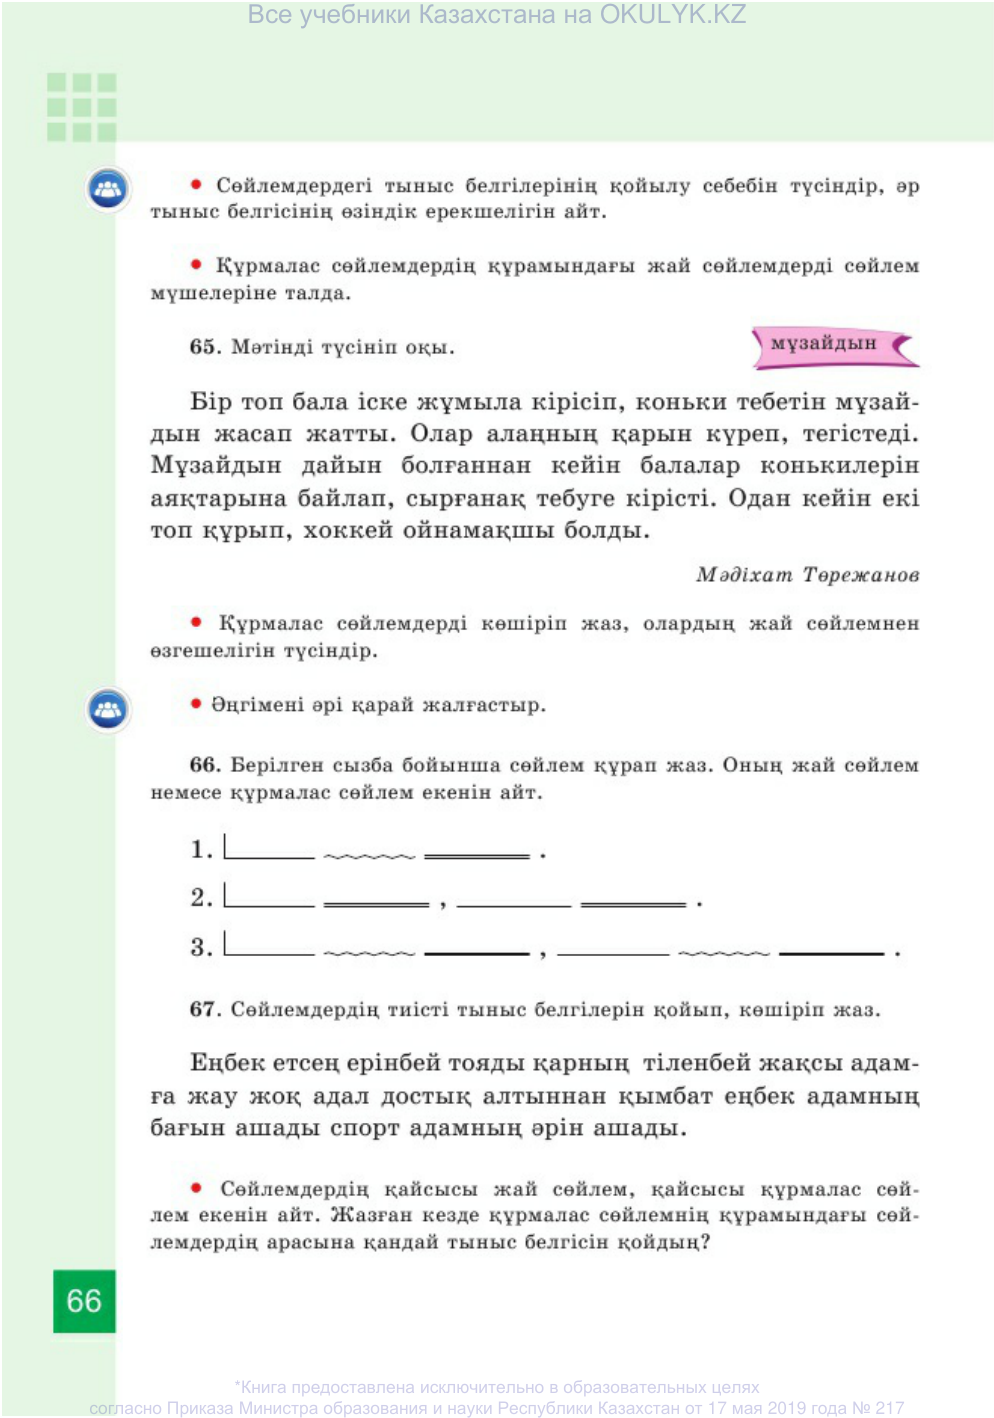 Все учебники Казахстана на OKULYK.KZ
• Сөйлемдердегі тыныс белгілерінің қойылу себебін түсіндір, әр
тыныс белгісінің өзіндік ерекшелігін айт.
• Құрмалас сөйлемдердің құрамындағы жай сөйлемдерді сөйлем
мүшелеріне талда.
65. Мәтінді түсініп оқы.
мұзайдын
Бір топ бала іске жұмыла кірісіп, коньки тебетін мұзай-
дын жасап жатты. Олар алаңның қарын күреп, тегістеді.
Мұзайдын дайын болғаннан кейін балалар конькилерін
аяқтарына байлап, сырғанақ тебуге кірісті. Одан кейін екі
топ құрып, хоккей ойнамақшы болды.
Мәдіхат Төрежанов
• Құрмалас сөйлемдерді көшіріп жаз, олардың жай сөйлемнен
өзгешелігін түсіндір.
• Әңгімені әрі қарай жалғастыр.
66. Берілген сызба бойынша сөйлем құрап жаз. Оның жай сөйлем
немесе құрмалас сөйлем екенін айт.
1. .
2. , .
3. , .
67. Сөйлемдердің тиісті тыныс белгілерін қойып, көшіріп жаз.
Еңбек етсең ерінбей тояды қарның тіленбей жақсы адам-
ға жау жоқ адал достық алтыннан қымбат еңбек адамның
бағын ашады спорт адамның әрін ашады.
• Сөйлемдердің қайсысы жай сөйлем, қайсысы құрмалас сөй-
лем екенін айт. Жазған кезде құрмалас сөйлемнің құрамындағы сөй-
лемдердің арасына қандай тыныс белгісін қойдың?
66
*Книга предоставлена исключительно в образовательных целях
согласно Приказа Министра образования и науки Республики Казахстан от 17 мая 2019 года № 217